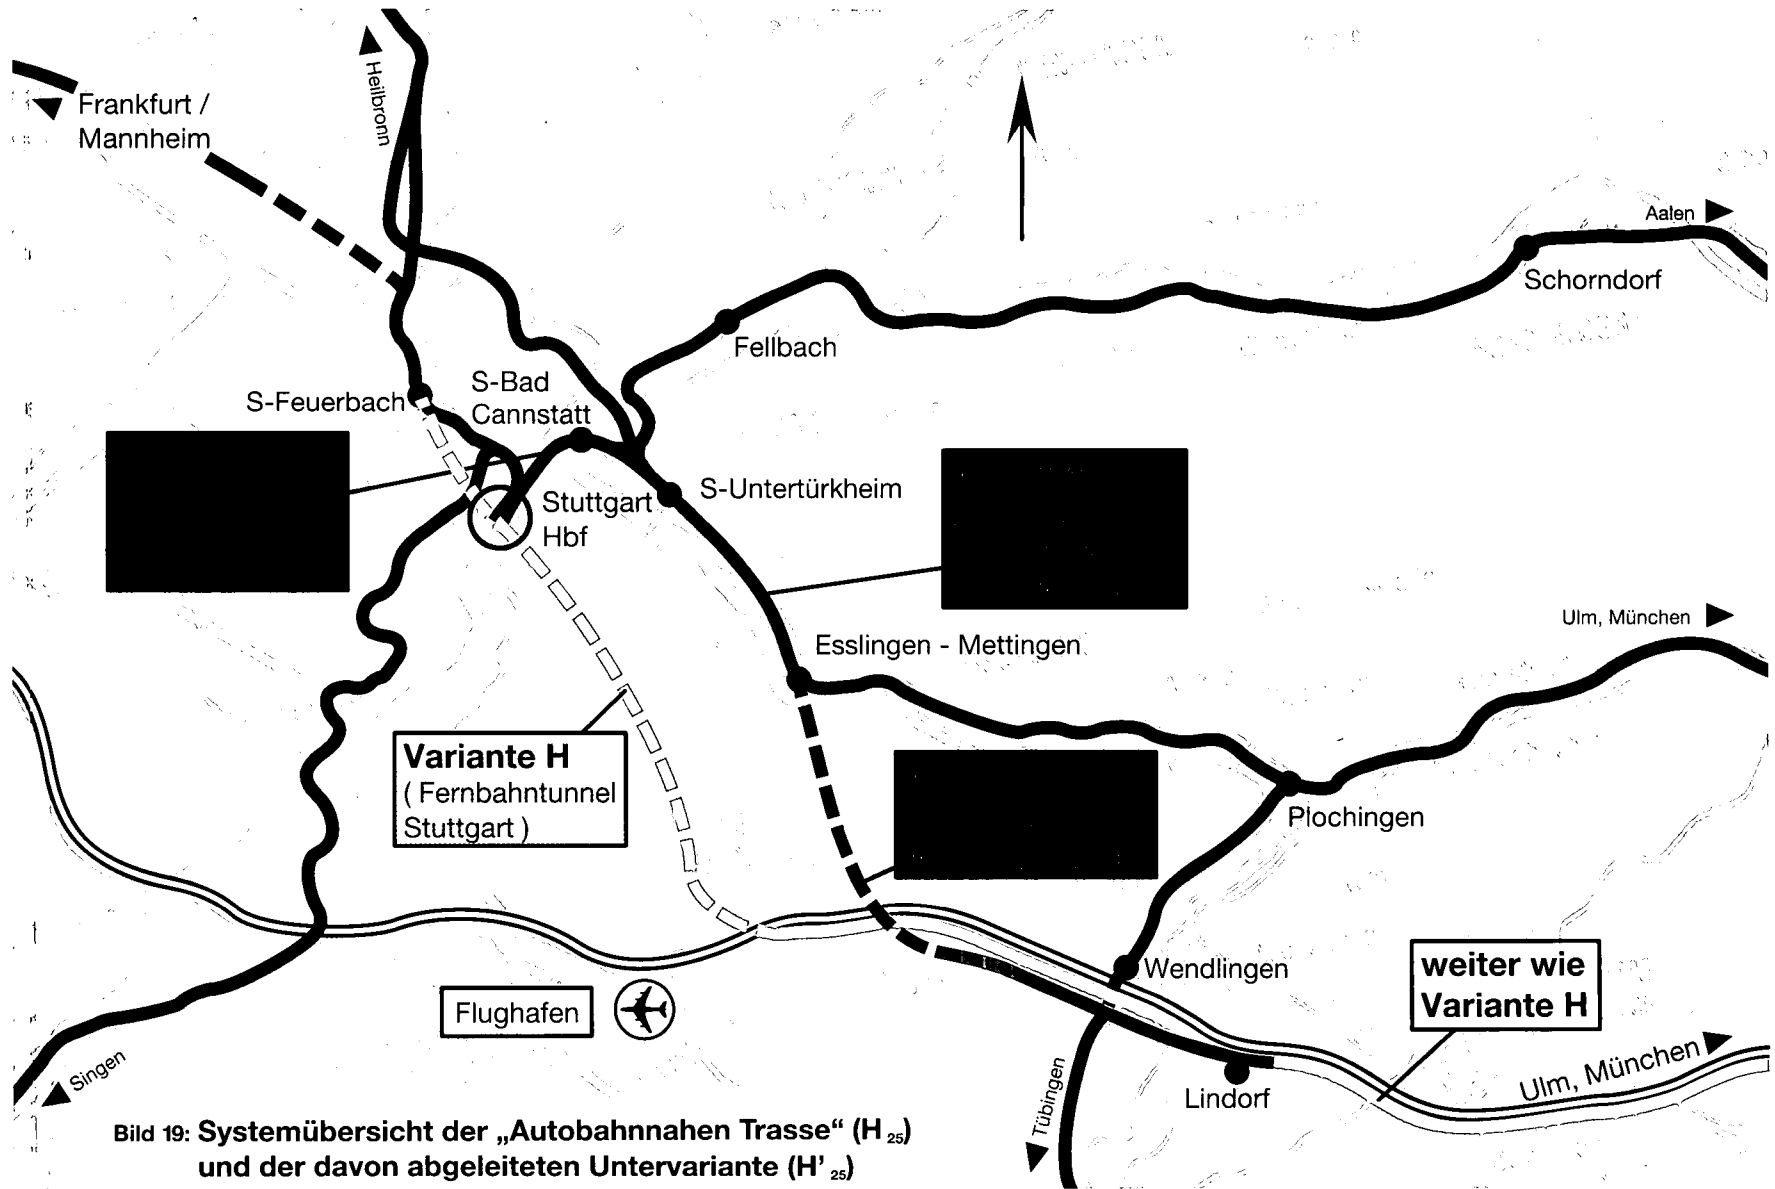 Heilbronn
Frankfurt /
Mannheim
Aalen
Schorndorf
Fellbach
S-Bad
Cannstatt
S-Feuerbach
S-Untertürkheim
Stuttgart
Hbf
Ulm, München
Esslingen - Mettingen
Variante H
( Fernbahntunnel
Stuttgart )
Plochingen
Wendlingen
weiter wie
Variante H
Flughafen
Ulm, München
Singen
Lindorf
Tübingen
Bild 19: Systemübersicht der „Autobahnnahen Trasse“ (H 25)
und der davon abgeleiteten Untervariante (H’ 25)